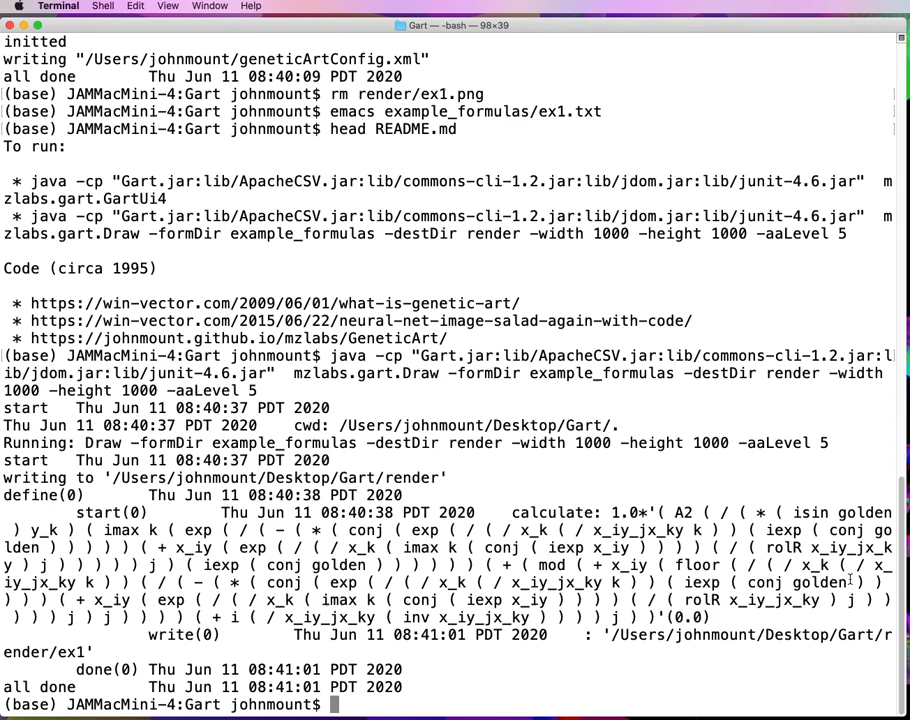 Terminal Shell Edit View Window Help
Gart — -bash — 98×39
initted
writing "/Users/johnmount/geneticArtConfig.xml"
all done Thu Jun 11 08:40:09 PDT 2020
(base) JAMMacMini-4:Gart johnmount$ rm render/ex1.png
(base) JAMMacMini-4:Gart johnmount$ emacs example_formulas/ex1.txt
(base) JAMMacMini-4:Gart johnmount$ head README.md
To run:
* java -cp "Gart.jar:lib/ApacheCSV.jar:lib/commons-cli-1.2.jar:lib/jdom.jar:lib/junit-4.6.jar" m
zlabs.gart.GartUi4
* java -cp "Gart.jar:lib/ApacheCSV.jar:lib/commons-cli-1.2.jar:lib/jdom.jar:lib/junit-4.6.jar" m
zlabs.gart.Draw -formDir example_formulas -destDir render -width 1000 -height 1000 -aaLevel 5
Code (circa 1995)
* https://win-vector.com/2009/06/01/what-is-genetic-art/
* https://win-vector.com/2015/06/22/neural-net-image-salad-again-with-code/
* https://johnmount.github.io/mzlabs/GeneticArt/
(base) JAMMacMini-4:Gart johnmount$ java -cp "Gart.jar:lib/ApacheCSV.jar:lib/commons-cli-1.2.jar:l
ib/jdom.jar:lib/junit-4.6.jar" mzlabs.gart.Draw -formDir example_formulas -destDir render -width
1000 -height 1000 -aaLevel 5
start Thu Jun 11 08:40:37 PDT 2020
Thu Jun 11 08:40:37 PDT 2020 cwd: /Users/johnmount/Desktop/Gart/.
Running: Draw -formDir example_formulas -destDir render -width 1000 -height 1000 -aaLevel 5
start Thu Jun 11 08:40:37 PDT 2020
writing to '/Users/johnmount/Desktop/Gart/render'
define(0) Thu Jun 11 08:40:38 PDT 2020
start(0) Thu Jun 11 08:40:38 PDT 2020 calculate: 1.0*'( A2 ( / ( * ( isin golden
) y_k ) ( imax k ( exp ( / ( - ( * ( conj ( exp ( / ( / x_k ( / x_iy_jx_ky k ) ) ( iexp ( conj go
lden ) ) ) ) ) ( + x_iy ( exp ( / ( / x_k ( imax k ( conj ( iexp x_iy ) ) ) ) ( / ( rolR x_iy_jx_k
y ) j ) ) ) ) ) j ) ( iexp ( conj golden ) ) ) ) ) ) ( + ( mod ( + x_iy ( floor ( / ( / x_k ( / x_
iy_jx_ky k ) ) ( / ( - ( * ( conj ( exp ( / ( / x_k ( / x_iy_jx_ky k ) ) ( iexp ( conj golden ) )
) ) ) ( + x_iy ( exp ( / ( / x_k ( imax k ( conj ( iexp x_iy ) ) ) ) ( / ( rolR x_iy_jx_ky ) j ) )
) ) ) j ) j ) ) ) ) ( + i ( / x_iy_jx_ky ( inv x_iy_jx_ky ) ) ) ) j ) )'(0.0)
write(0) Thu Jun 11 08:41:01 PDT 2020 : '/Users/johnmount/Desktop/Gart/r
ender/ex1'
done(0) Thu Jun 11 08:41:01 PDT 2020
all done Thu Jun 11 08:41:01 PDT 2020
(base) JAMMacMini-4:Gart johnmount$